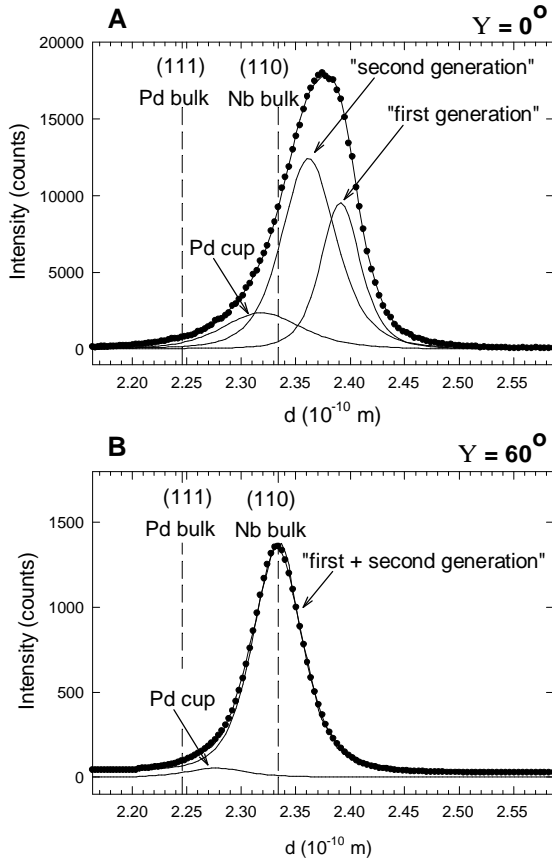 A
Υ = 0°
20000
15000
10000
5000
0
Intensity (counts)
(111)
Pd bulk
(110)
Nb bulk
"second generation"
"first generation"
Pd cup
2.20 2.25 2.30 2.35 2.40 2.45 2.50 2.55
d (10⁻¹⁰ m)
B
Υ = 60°
1500
1000
500
0
Intensity (counts)
(111)
Pd bulk
(110)
Nb bulk
"first + second generation"
Pd cup
2.20 2.25 2.30 2.35 2.40 2.45 2.50 2.55
d (10⁻¹⁰ m)